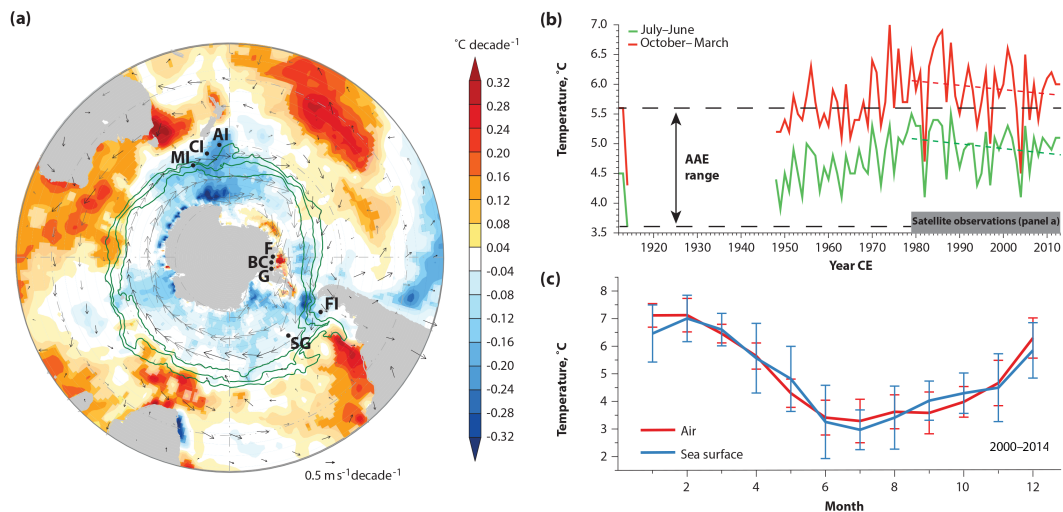 (a)
°C decade-1
0.32
0.28
0.24
0.20
0.16
0.12
0.08
0.04
-0.04
-0.08
-0.12
-0.16
-0.20
-0.24
-0.28
-0.32
AI
CI
MI
F
BC
G
FI
SG
0.5 m s-1decade-1
(b)
July–June
October–March
Temperature, °C
7.0
6.5
6.0
5.5
5.0
4.5
4.0
3.5
AAE
range
Satellite observations (panel a)
1920 1930 1940 1950 1960 1970 1980 1990 2000 2010
Year CE
(c)
Temperature, °C
8
7
6
5
4
3
2
Air
Sea surface
2000–2014
2 4 6 8 10 12
Month